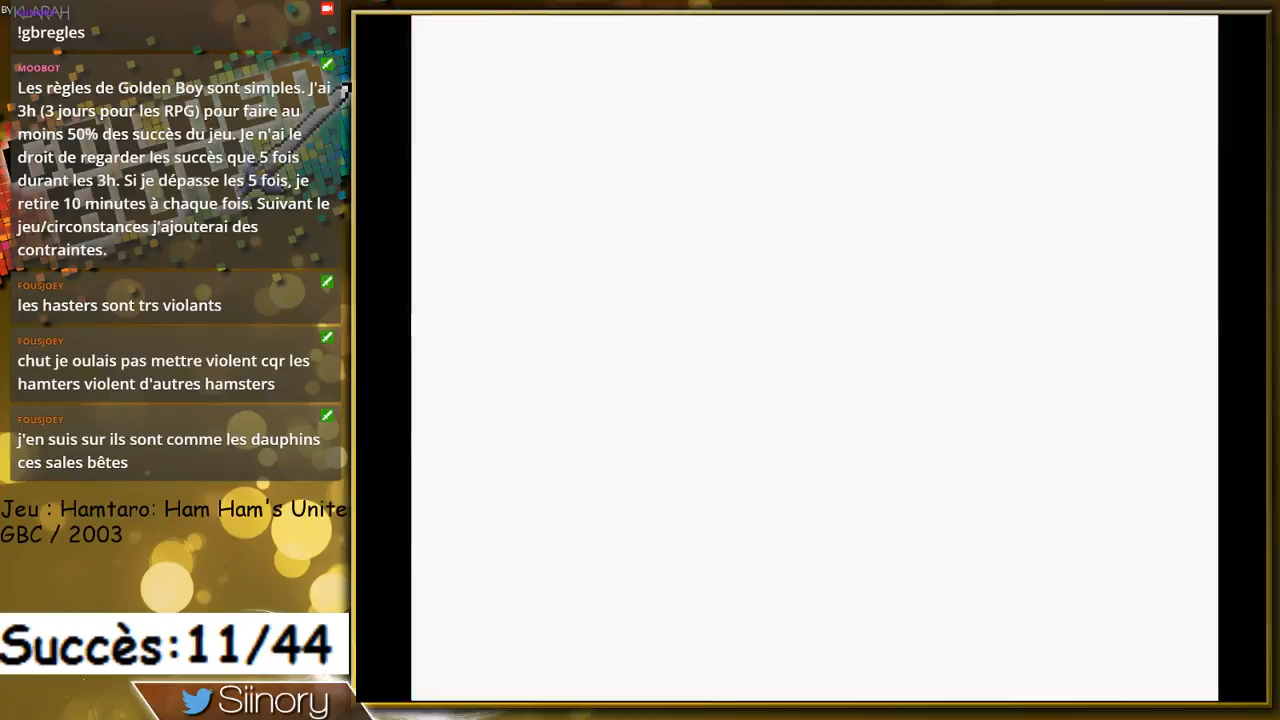 BY KLARAH
!gbregles
MOOBOT
Les règles de Golden Boy sont simples. J'ai
3h (3 jours pour les RPG) pour faire au
moins 50% des succès du jeu. Je n'ai le
droit de regarder les succès que 5 fois
durant les 3h. Si je dépasse les 5 fois, je
retire 10 minutes à chaque fois. Suivant le
jeu/circonstances j'ajouterai des
contraintes.
FOUSJOEY
les hasters sont trs violants
FOUSJOEY
chut je oulais pas mettre violent cqr les
hamters violent d'autres hamsters
FOUSJOEY
j'en suis sur ils sont comme les dauphins
ces sales bêtes
Jeu : Hamtaro: Ham Ham's Unite
GBC / 2003
Succès:11/44
Siinory